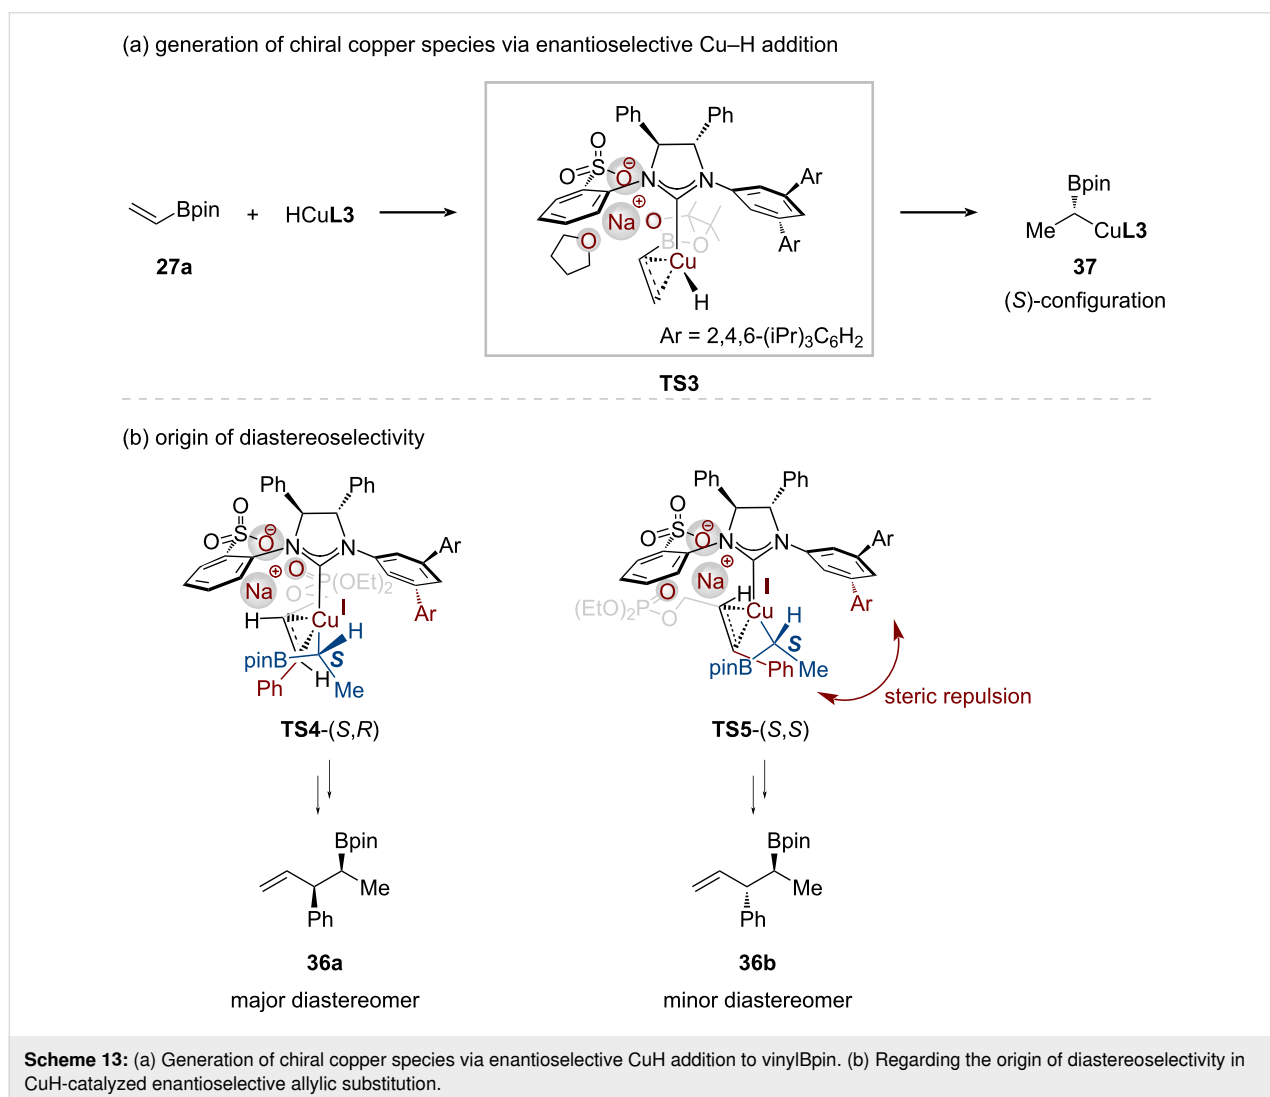 (a) generation of chiral copper species via enantioselective Cu–H addition
Bpin
27a
+
HCuL3
Ph Ph
O
O S O ⊖
N N
Ar
Ar
⊕
Na O
O
B O
Cu
H
Ar = 2,4,6-(iPr)3C6H2
TS3
Bpin
Me CuL3
37
(S)-configuration
(b) origin of diastereoselectivity
Ph Ph
O
O S O ⊖
N N
Ar
Ar
⊕
Na O
O P(OEt)2
H Cu I
H
pinB S
Ph H Me
TS4-(S,R)
Bpin
Me
Ph
36a
major diastereomer
Ph Ph
O
O S O ⊖
N N
Ar
Ar
⊕
Na
O
(EtO)2P O
H I
Cu H
S
pinB Ph Me
steric repulsion
TS5-(S,S)
Bpin
Me
Ph
36b
minor diastereomer
Scheme 13: (a) Generation of chiral copper species via enantioselective CuH addition to vinylBpin. (b) Regarding the origin of diastereoselectivity in
CuH-catalyzed enantioselective allylic substitution.